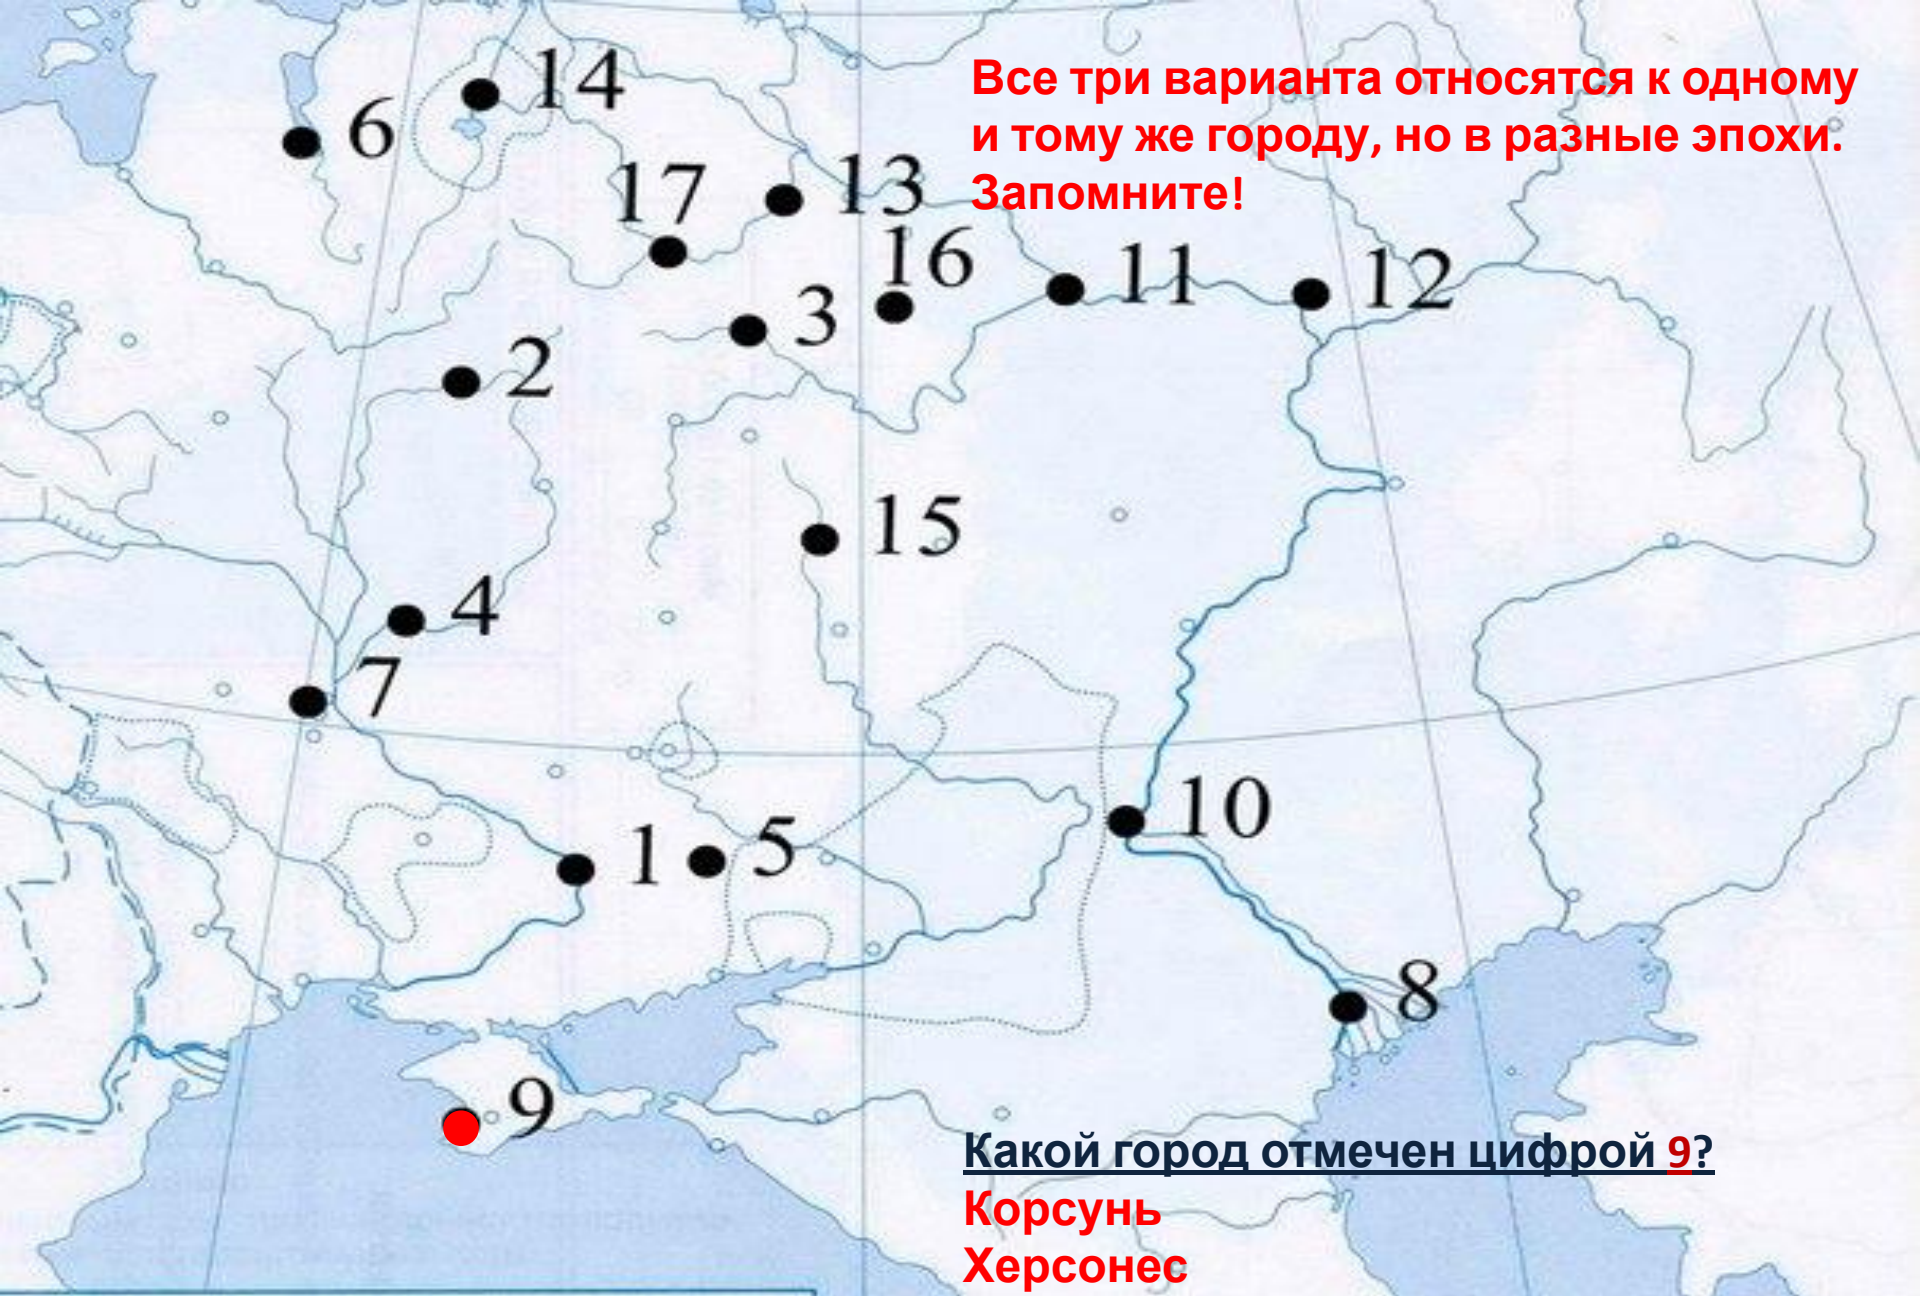 14
6
Все три варианта относятся к одному
и тому же городу, но в разные эпохи.
Запомните!
17
13
16
11
12
3
2
15
4
7
10
1
5
8
9
Какой город отмечен цифрой 9?
Корсунь
Херсонес